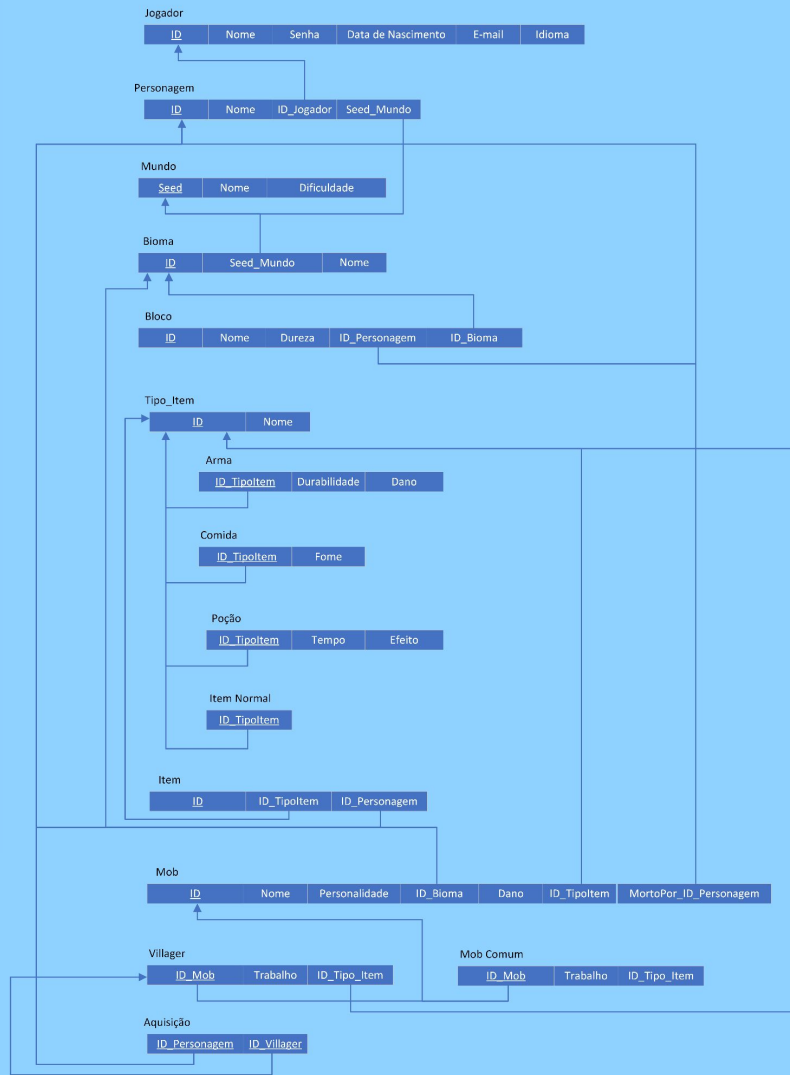 Jogador
ID Nome Senha Data de Nascimento E-mail Idioma
Personagem
ID Nome ID_Jogador Seed_Mundo
Mundo
Seed Nome Dificuldade
Bioma
ID Seed_Mundo Nome
Bloco
ID Nome Dureza ID_Personagem ID_Bioma
Tipo_Item
ID Nome
Arma
ID_TipoItem Durabilidade Dano
Comida
ID_TipoItem Fome
Poção
ID_TipoItem Tempo Efeito
Item Normal
ID_TipoItem
Item
ID ID_TipoItem ID_Personagem
Mob
ID Nome Personalidade ID_Bioma Dano ID_TipoItem MortoPor_ID_Personagem
Villager
ID_Mob Trabalho ID_Tipo_Item
Mob Comum
ID_Mob Trabalho ID_Tipo_Item
Aquisição
ID_Personagem ID_Villager